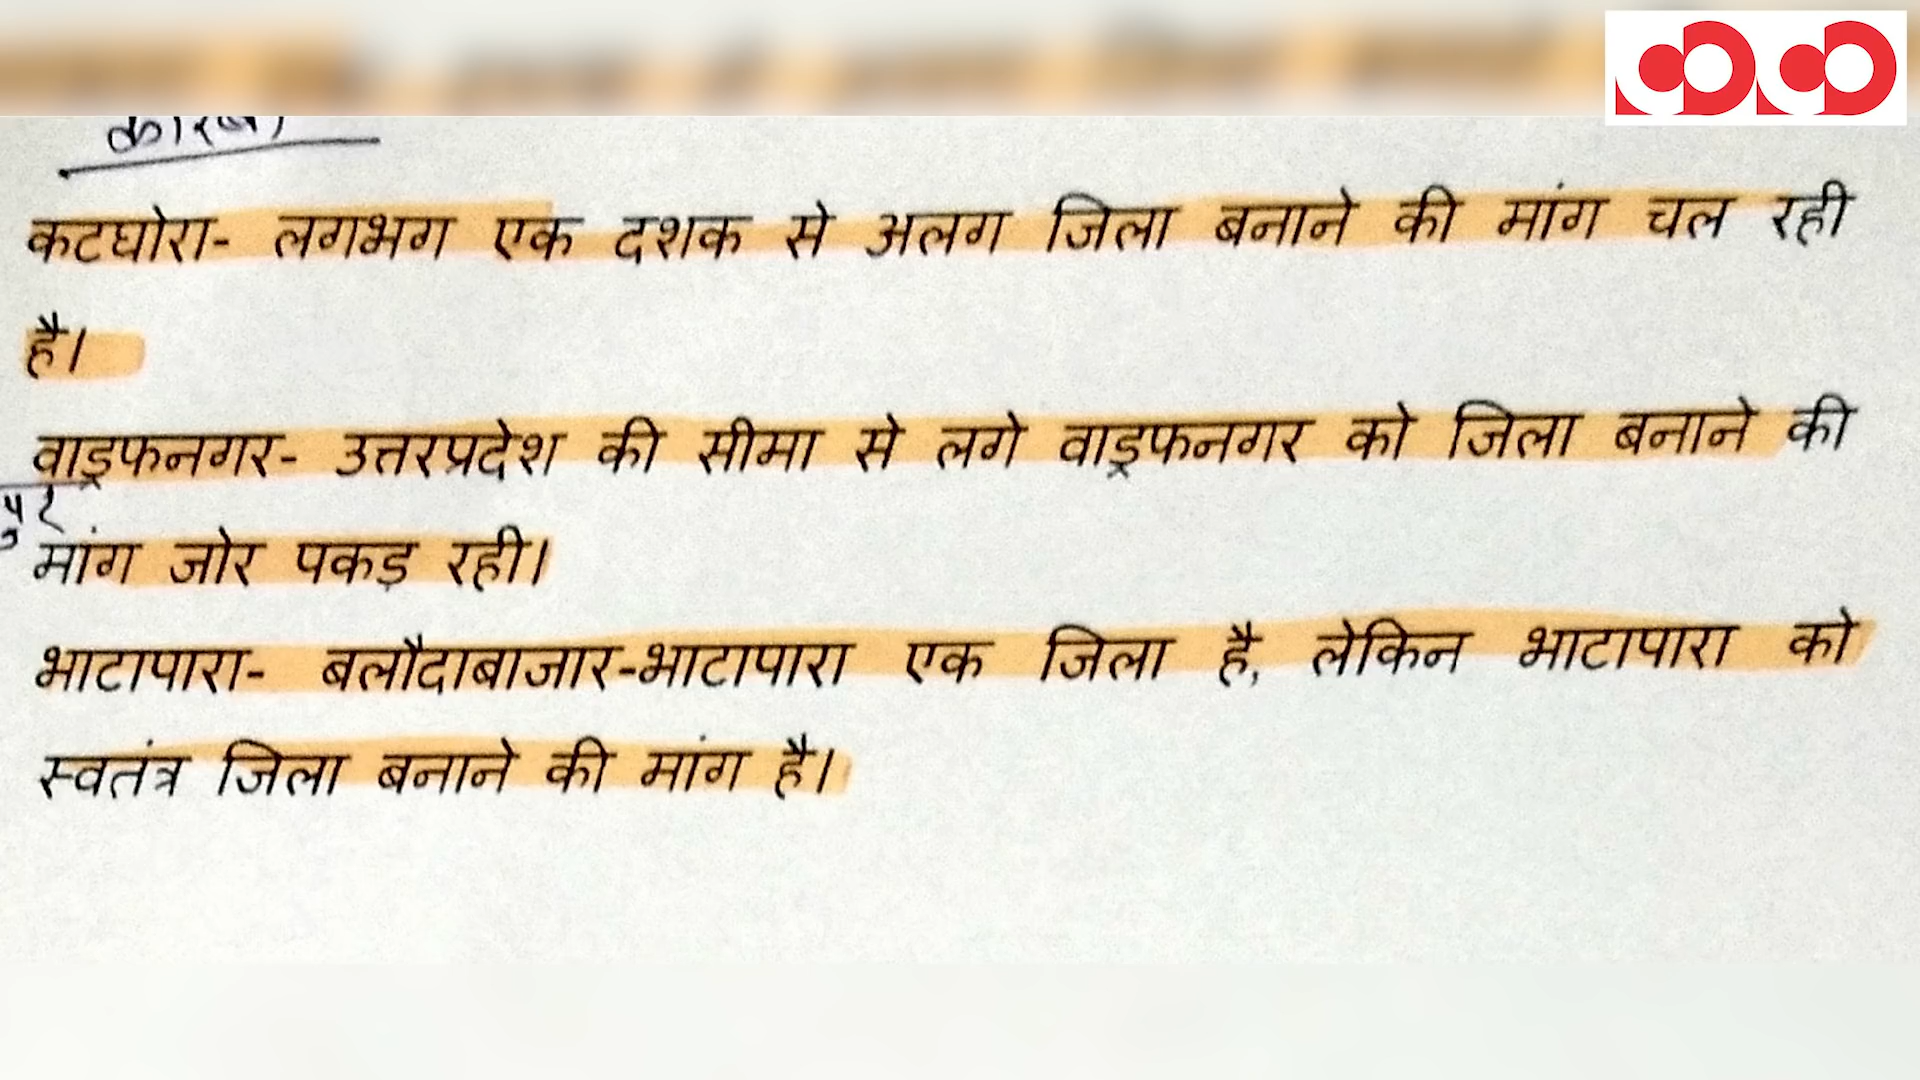 कटघोरा- लगभग एक दशक से अलग जिला बनाने की मांग चल रही
है।
वाड्रफनगर- उत्तरप्रदेश की सीमा से लगे वाड्रफनगर को जिला बनाने की
पुर
मांग जोर पकड़ रही।
भाटापारा- बलौदाबाजार-भाटापारा एक जिला है, लेकिन भाटापारा को
स्वतंत्र जिला बनाने की मांग है।